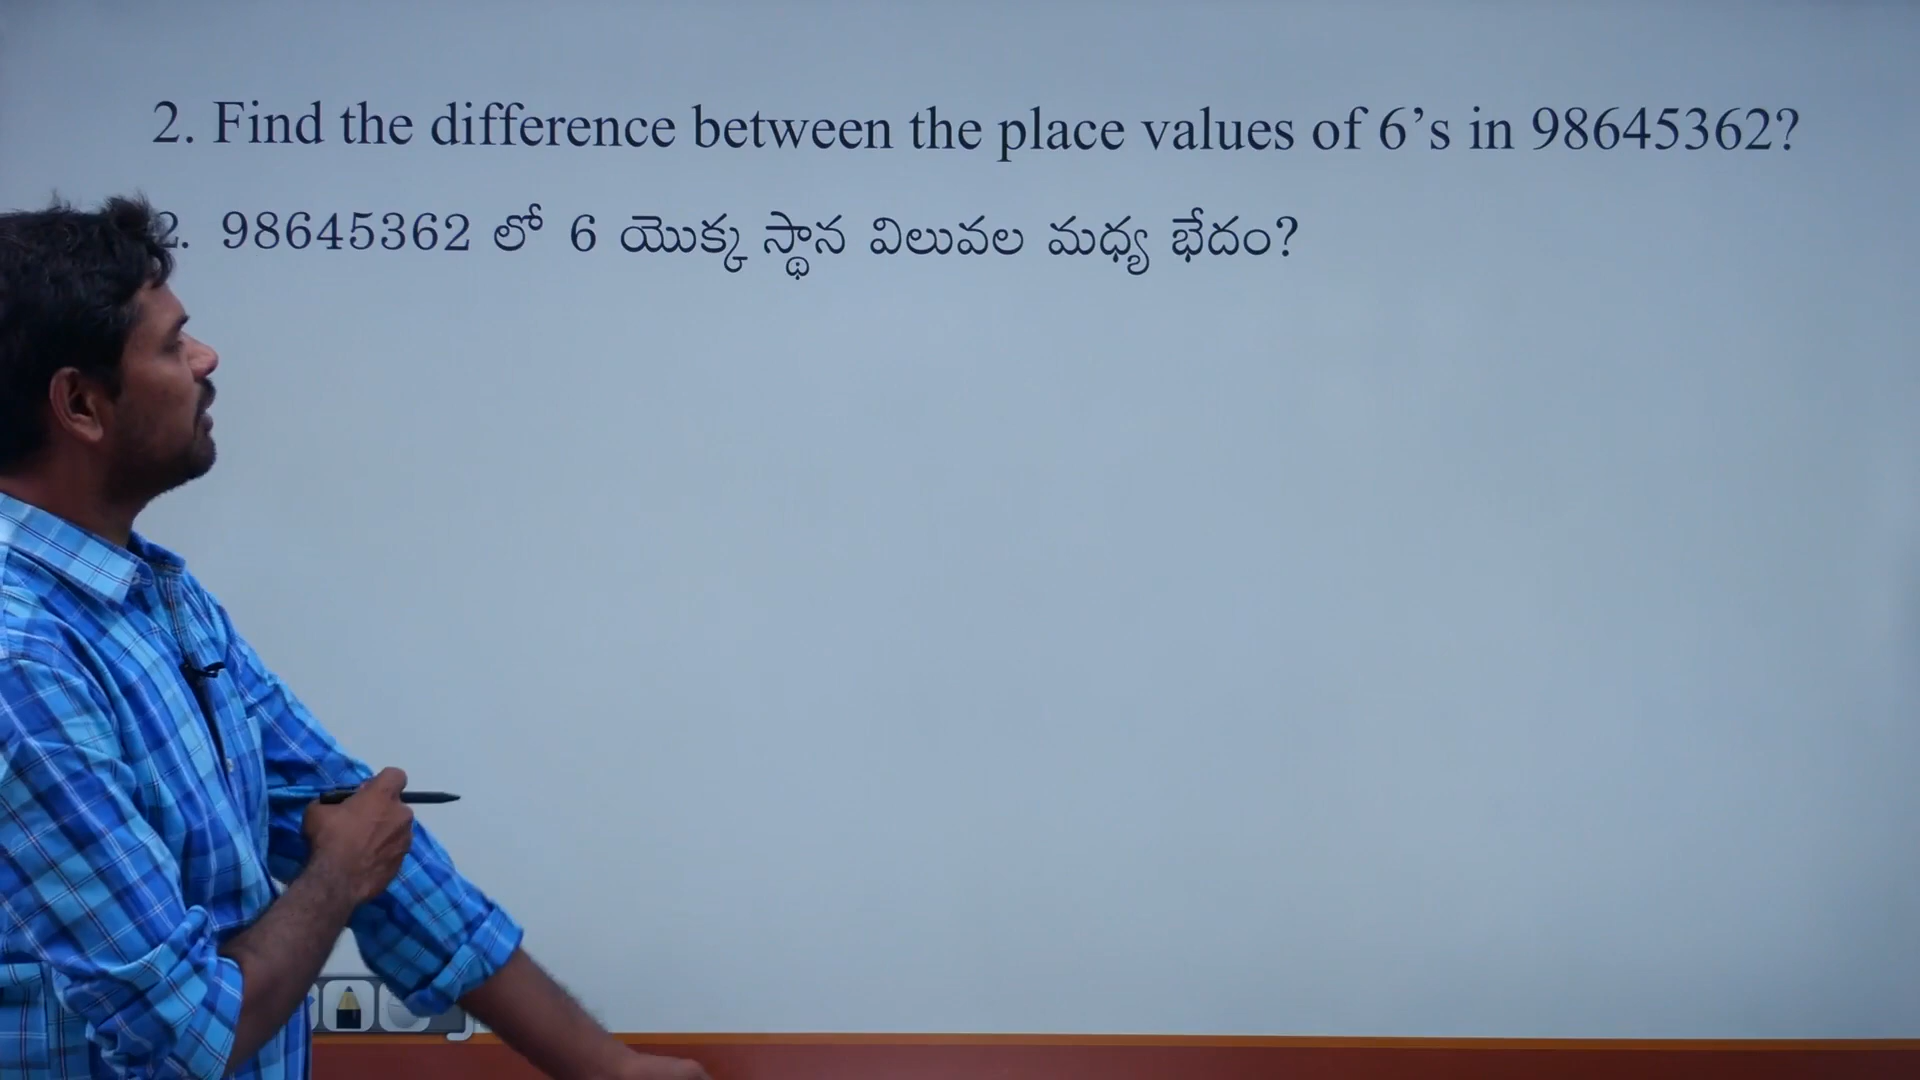 2. Find the difference between the place values of 6’s in 98645362?
2. 98645362 లో 6 యొక్క స్థాన విలువల మధ్య భేదం?